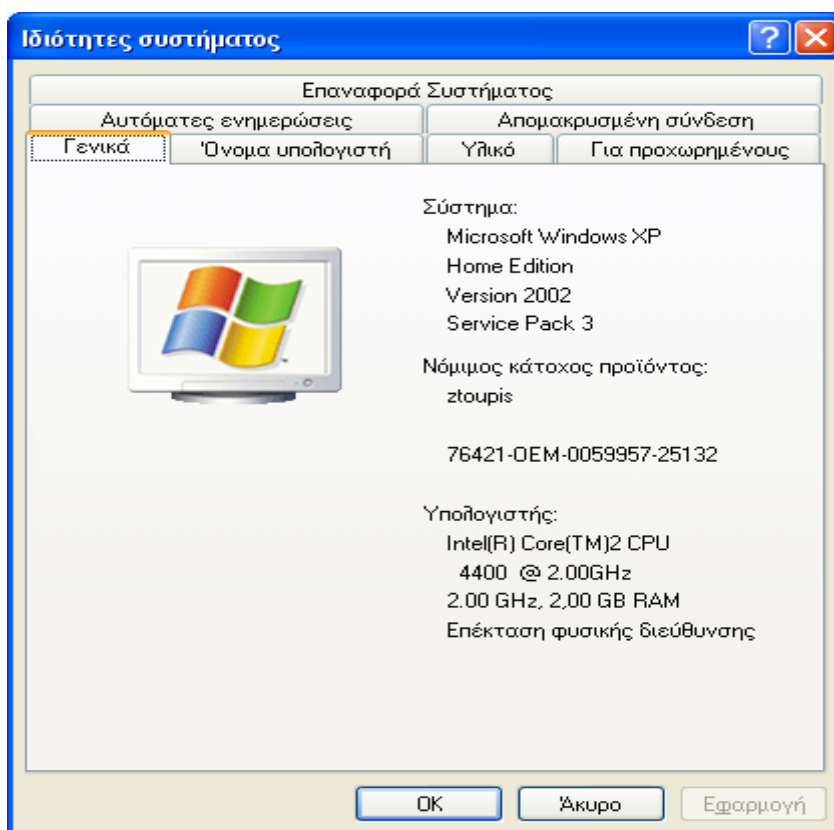 Ιδιότητες συστήματος
Επαναφορά Συστήματος
Αυτόματες ενημερώσεις Απομακρυσμένη σύνδεση
Γενικά Όνομα υπολογιστή Υλικό Για προχωρημένους
Σύστημα:
Microsoft Windows XP
Home Edition
Version 2002
Service Pack 3
Νόμιμος κάτοχος προϊόντος:
ztoupis
76421-OEM-0059957-25132
Υπολογιστής:
Intel(R) Core(TM)2 CPU
4400 @ 2.00GHz
2.00 GHz, 2,00 GB RAM
Επέκταση φυσικής διεύθυνσης
OK Άκυρο Εφαρμογή